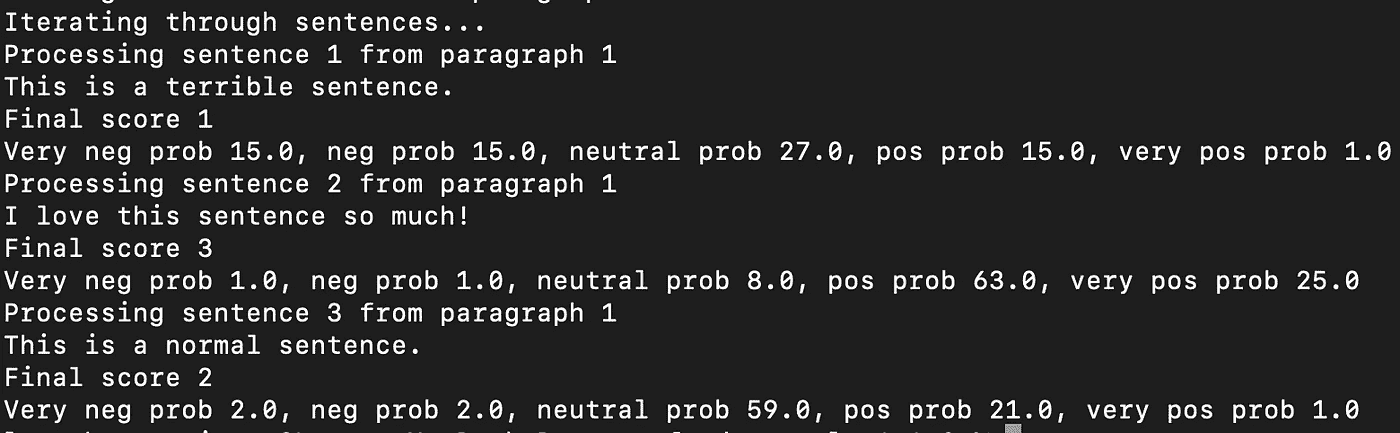 Iterating through sentences...
Processing sentence 1 from paragraph 1
This is a terrible sentence.
Final score 1
Very neg prob 15.0, neg prob 15.0, neutral prob 27.0, pos prob 15.0, very pos prob 1.0
Processing sentence 2 from paragraph 1
I love this sentence so much!
Final score 3
Very neg prob 1.0, neg prob 1.0, neutral prob 8.0, pos prob 63.0, very pos prob 25.0
Processing sentence 3 from paragraph 1
This is a normal sentence.
Final score 2
Very neg prob 2.0, neg prob 2.0, neutral prob 59.0, pos prob 21.0, very pos prob 1.0